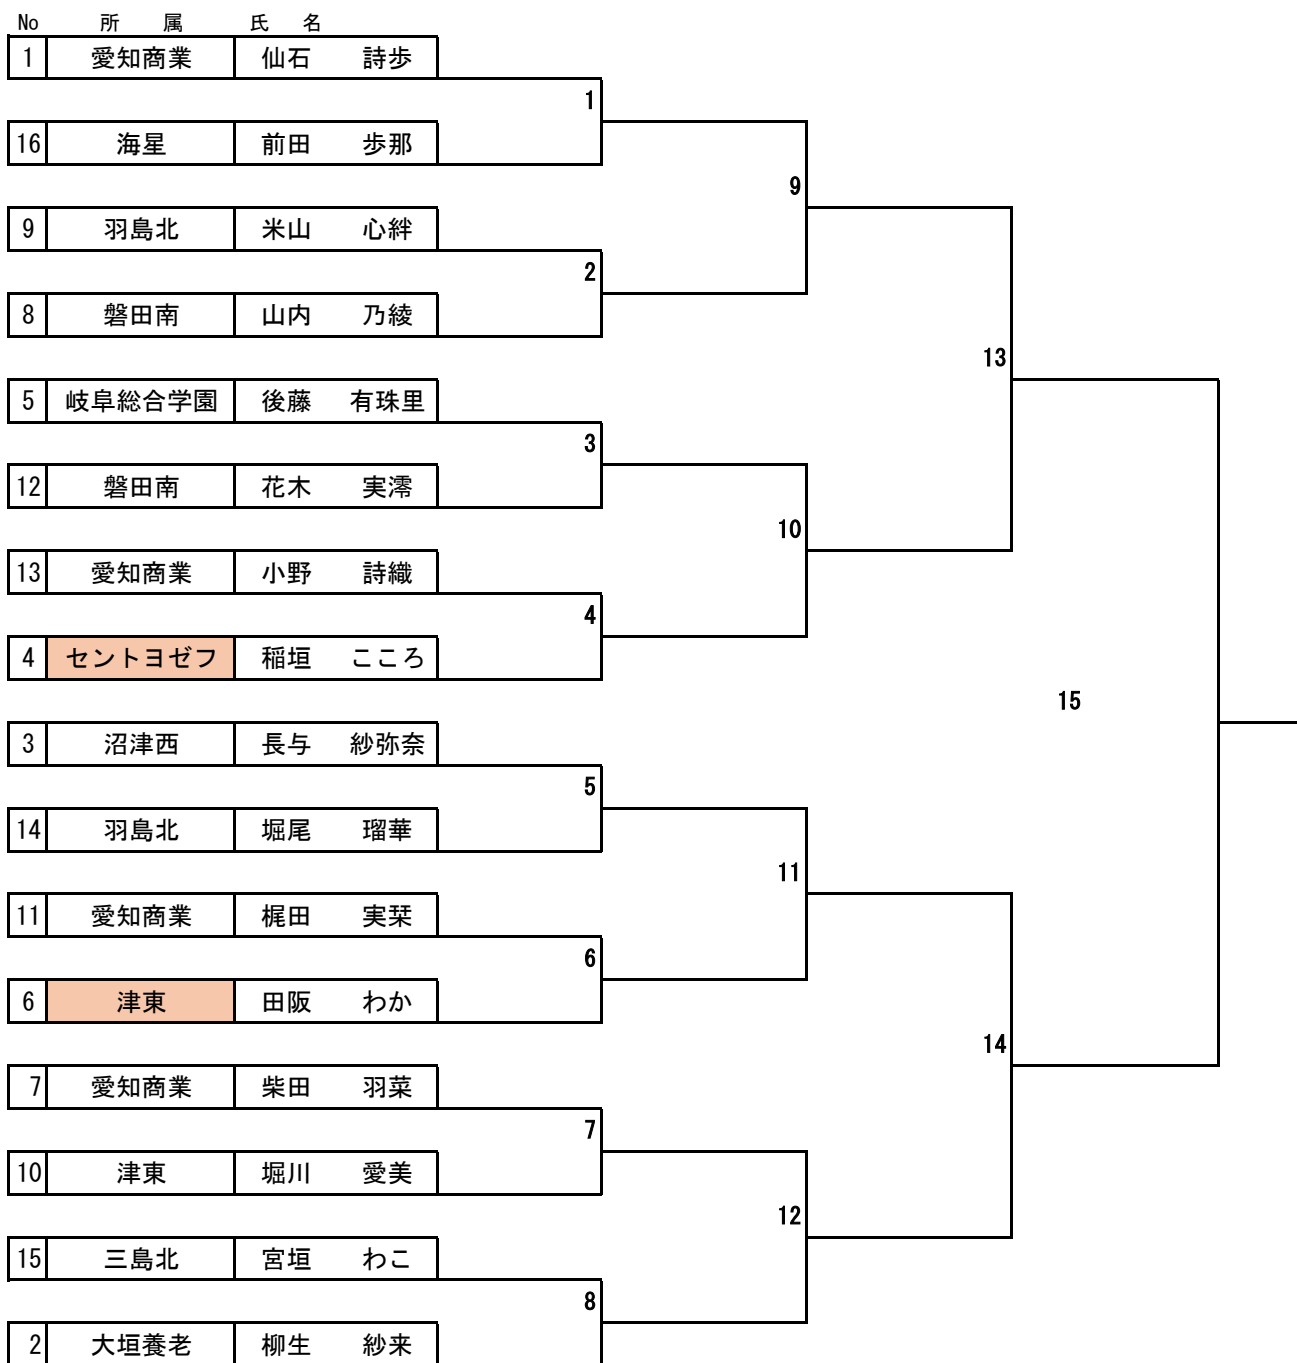 No 所 属 氏 名
1 愛知商業 仙石 詩歩
1
16 海星 前田 歩那
9
9 羽島北 米山 心絆
2
8 磐田南 山内 乃綾
13
5 岐阜総合学園 後藤 有珠里
3
12 磐田南 花木 実澪
10
13 愛知商業 小野 詩織
4
4 セントヨゼフ 稲垣 こころ
15
3 沼津西 長与 紗弥奈
5
14 羽島北 堀尾 瑠華
11
11 愛知商業 梶田 実栞
6
6 津東 田阪 わか
14
7 愛知商業 柴田 羽菜
7
10 津東 堀川 愛美
12
15 三島北 宮垣 わこ
8
2 大垣養老 柳生 紗来